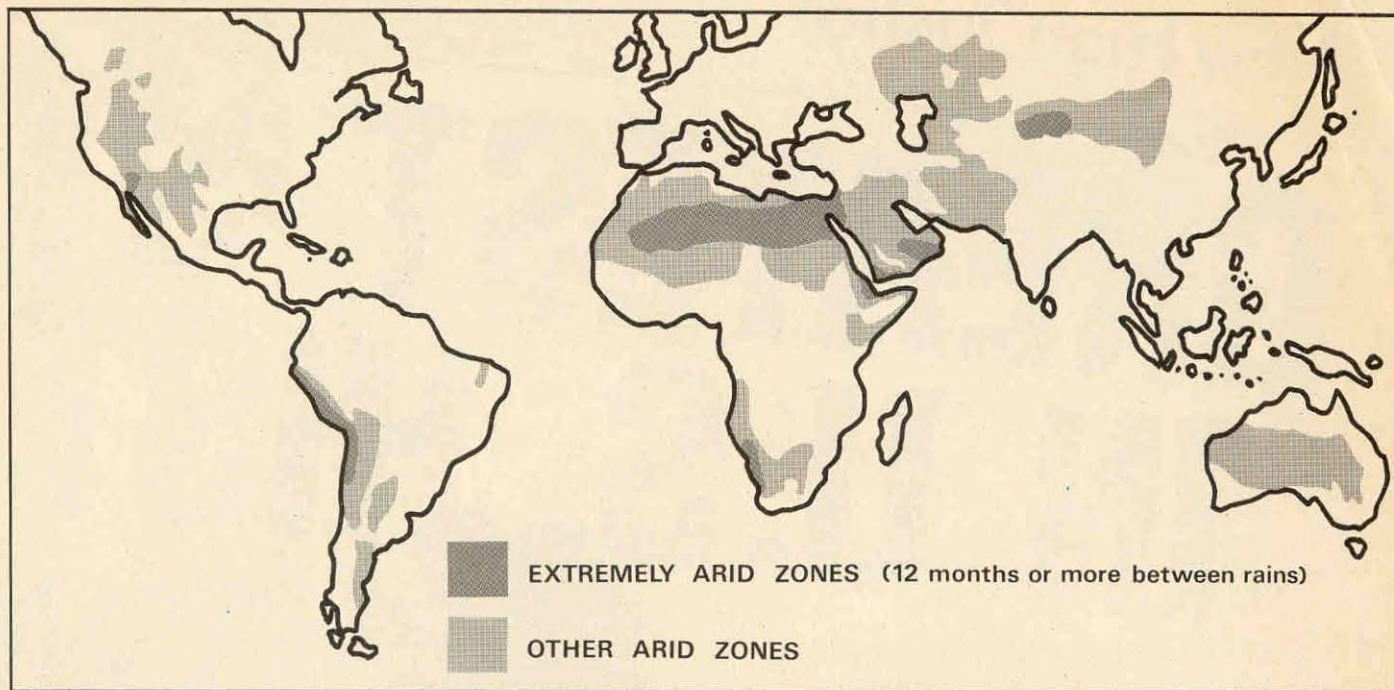 EXTREMELY ARID ZONES (12 months or more between rains)
OTHER ARID ZONES